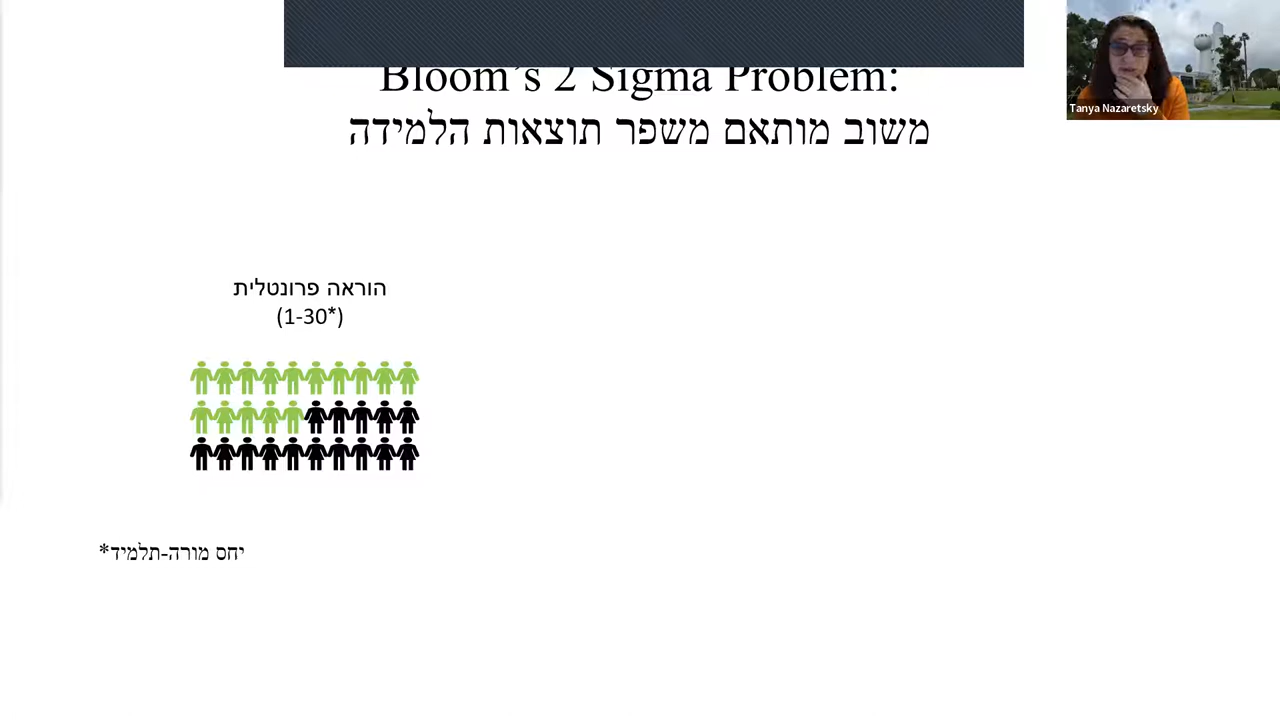 Bloom's 2 Sigma Problem:
משוב מותאם משפר תוצאות הלמידה
Tanya Nazaretsky
הוראה פרונטלית
(1-30*)
*יחס מורה-תלמיד